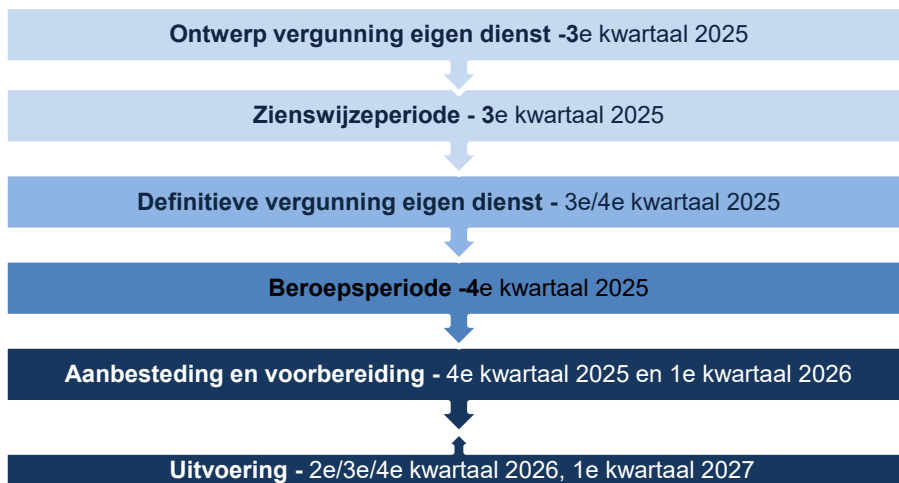 Ontwerp vergunning eigen dienst -3e kwartaal 2025
Zienswijzeperiode - 3e kwartaal 2025
Definitieve vergunning eigen dienst - 3e/4e kwartaal 2025
Beroepsperiode -4e kwartaal 2025
Aanbesteding en voorbereiding - 4e kwartaal 2025 en 1e kwartaal 2026
Uitvoering - 2e/3e/4e kwartaal 2026, 1e kwartaal 2027